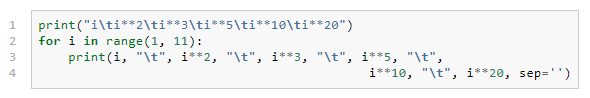 1 print("i\ti**2\ti**3\ti**5\ti**10\ti**20")
2 for i in range(1, 11):
3     print(i, "\t", i**2, "\t", i**3, "\t", i**5, "\t",
4                                             i**10, "\t", i**20, sep='')